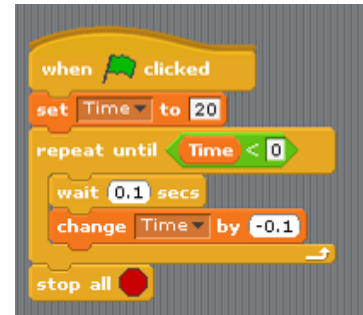 when clicked
set Time to 20
repeat until Time < 0
wait 0.1 secs
change Time by -0.1
stop all